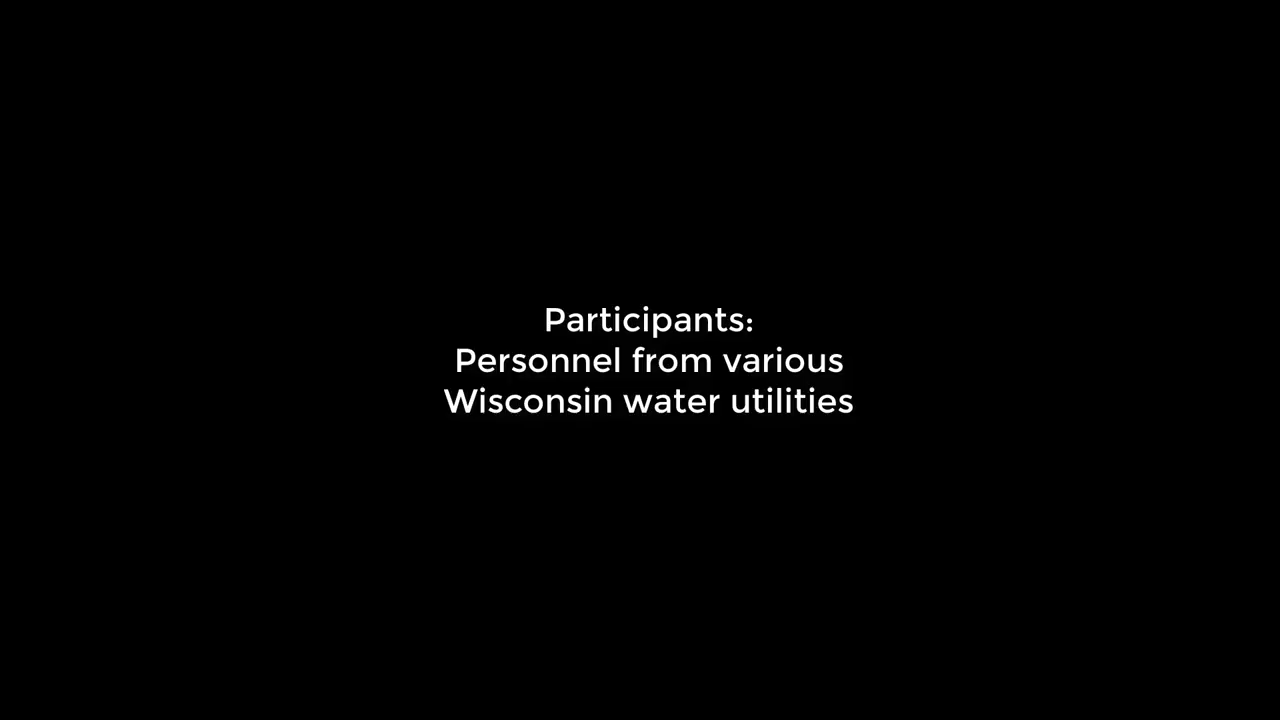 Participants:
Personnel from various
Wisconsin water utilities